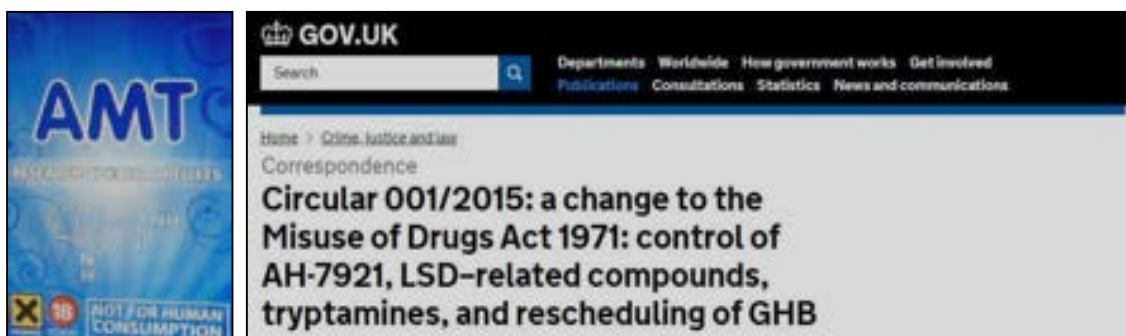 AMT
NOT FOR HUMAN
CONSUMPTION
18
GOV.UK
Search
Departments Worldwide How government works Get involved
Publications Consultations Statistics News and communications
Home > Crime, justice and law
Correspondence
Circular 001/2015: a change to the
Misuse of Drugs Act 1971: control of
AH-7921, LSD-related compounds,
tryptamines, and rescheduling of GHB